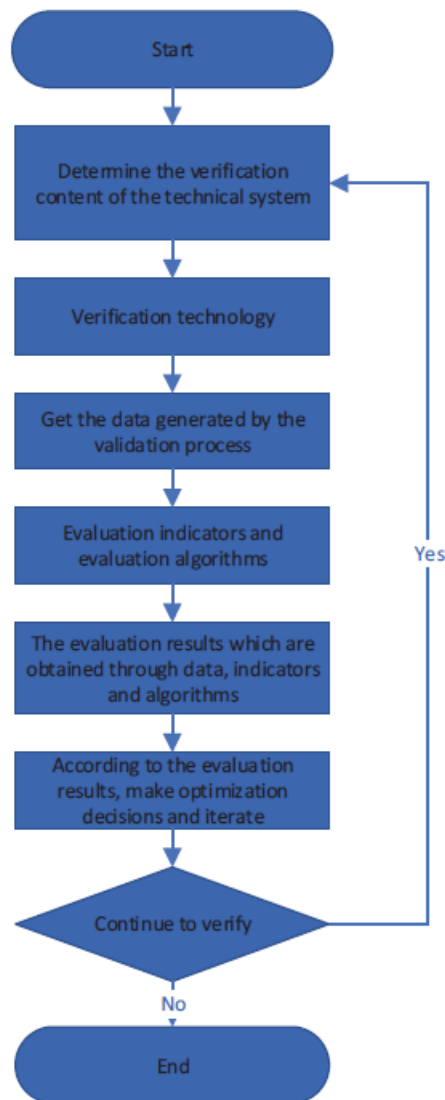 Start
Determine the verification
content of the technical system
Verification technology
Get the data generated by the
validation process
Evaluation indicators and
evaluation algorithms
Yes
The evaluation results which are
obtained through data, indicators
and algorithms
According to the evaluation
results, make optimization
decisions and iterate
Continue to verify
No
End